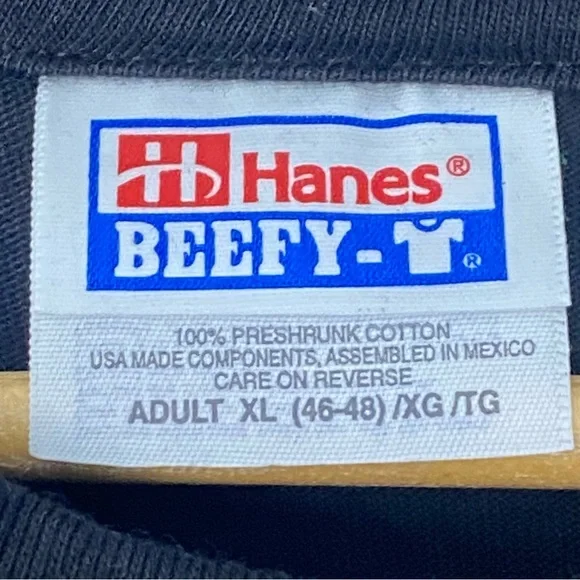 H Hanes®
BEEFY-®
100% PRESHRUNK COTTON
USA MADE COMPONENTS, ASSEMBLED IN MEXICO
CARE ON REVERSE
ADULT XL (46-48) /XG /TG